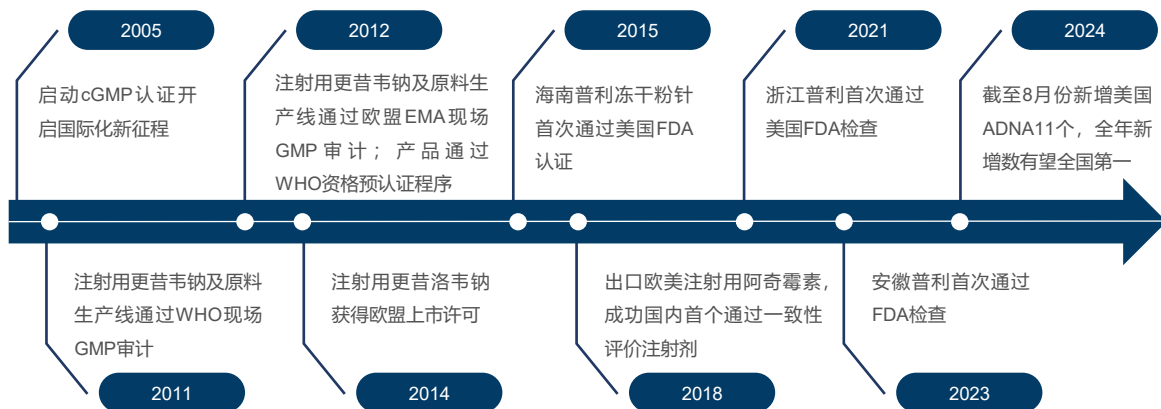 2005
2012
2015
2021
2024
启动cGMP认证开
启国际化新征程
注射用更昔韦钠及原料生
产线通过欧盟EMA现场
GMP审计；产品通过
WHO资格预认证程序
海南普利冻干粉针
首次通过美国FDA
认证
浙江普利首次通过
美国FDA检查
截至8月份新增美国
ADNA11个，全年新
增数有望全国第一
注射用更昔韦钠及原料
生产线通过WHO现场
GMP审计
注射用更昔洛韦钠
获得欧盟上市许可
出口欧美注射用阿奇霉素，
成功国内首个通过一致性
评价注射剂
安徽普利首次通过
FDA检查
2011
2014
2018
2023